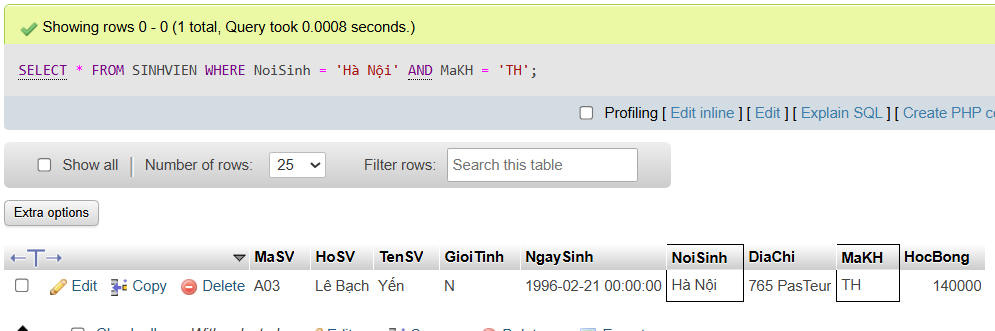 Showing rows 0 - 0 (1 total, Query took 0.0008 seconds.)
SELECT * FROM SINHVIEN WHERE NoiSinh = 'Hà Nội' AND MaKH = 'TH';
Profiling [ Edit inline ] [ Edit ] [ Explain SQL ] [ Create PHP
Show all | Number of rows: 25 Filter rows: Search this table
Extra options
←T→ MaSV HoSV TenSV GioiTinh NgaySinh NoiSinh DiaChi MaKH HocBong
Edit Copy Delete A03 Lê Bạch Yến N 1996-02-21 00:00:00 Hà Nội 765 PasTeur TH 140000